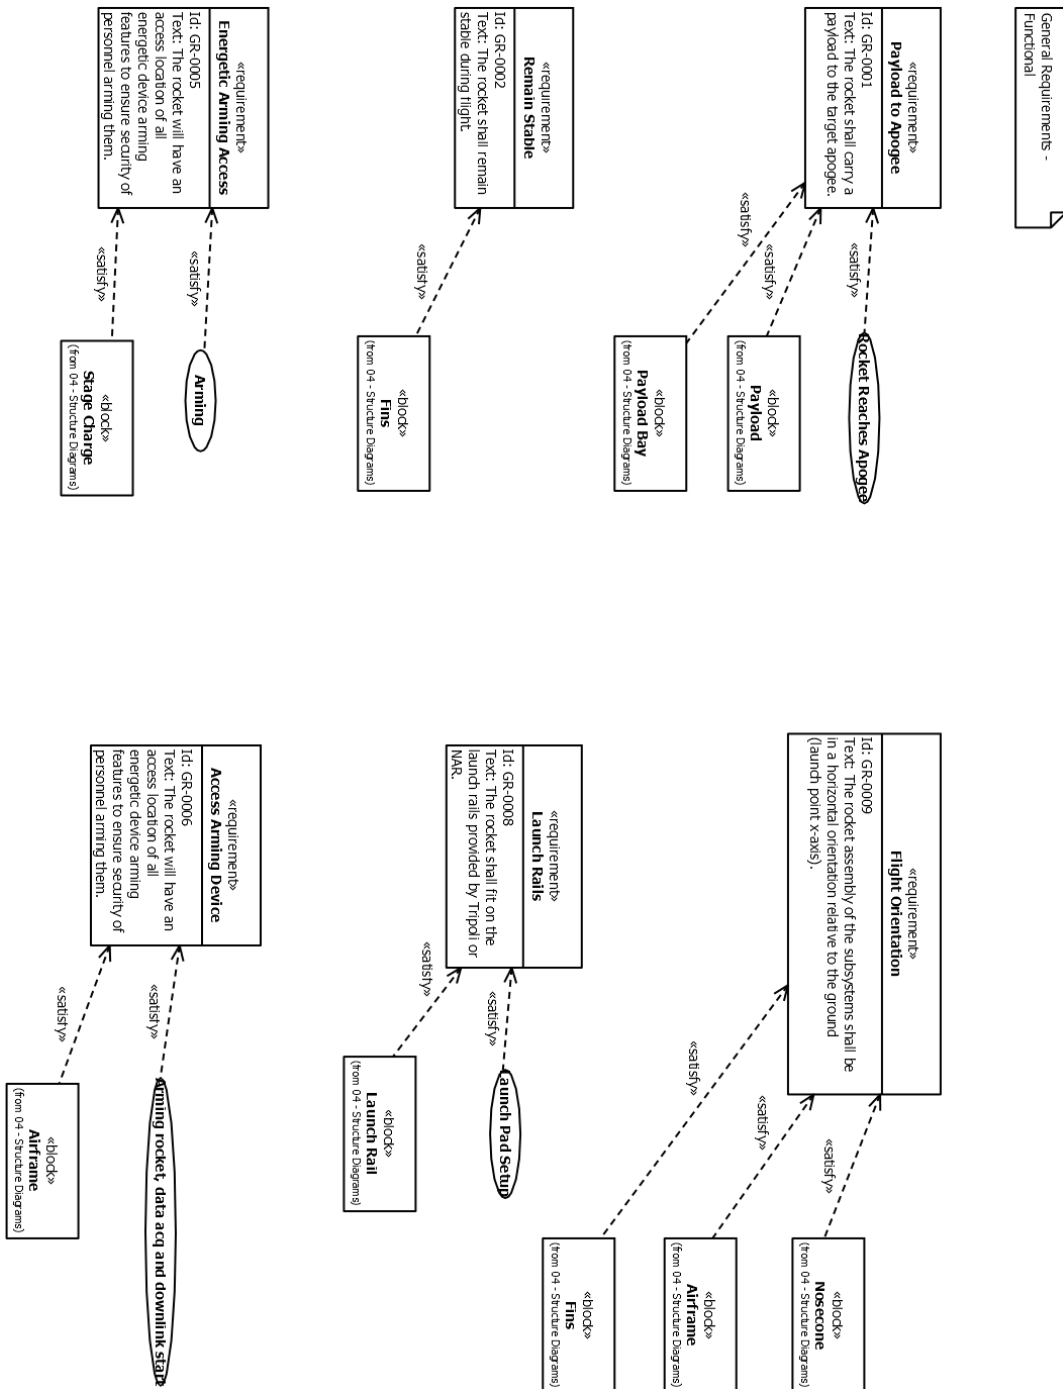 General Requirements -
Functional
«requirement»
Payload to Apogee
Id: GR-0001
Text: The rocket shall carry a
payload to the target apogee.
«satisfy»
«satisfy»
«satisfy»
Rocket Reaches Apogee
«block»
Payload
(from 04 - Structure Diagrams)
«block»
Payload Bay
(from 04 - Structure Diagrams)
«requirement»
Flight Orientation
Id: GR-0009
Text: The rocket assembly of the subsystems shall be
in a horizontal orientation relative to the ground
(launch point x-axis).
«satisfy»
«satisfy»
«satisfy»
«block»
Nosecone
(from 04 - Structure Diagrams)
«block»
Airframe
(from 04 - Structure Diagrams)
«block»
Fins
(from 04 - Structure Diagrams)
«requirement»
Remain Stable
Id: GR-0002
Text: The rocket shall remain
stable during flight.
«satisfy»
«block»
Fins
(from 04 - Structure Diagrams)
«requirement»
Launch Rails
Id: GR-0008
Text: The rocket shall fit on the
launch rails provided by Tripoli or
NAR.
«satisfy»
«satisfy»
Launch Pad Setup
«block»
Launch Rail
(from 04 - Structure Diagrams)
«requirement»
Energetic Arming Access
Id: GR-0005
Text: The rocket will have an
access location of all
energetic device arming
features to ensure security of
personnel arming them.
«satisfy»
«satisfy»
Arming
«block»
Stage Charge
(from 04 - Structure Diagrams)
«requirement»
Access Arming Device
Id: GR-0006
Text: The rocket will have an
access location of all
energetic device arming
features to ensure security of
personnel arming them.
«satisfy»
«satisfy»
Arming rocket, data acq and downlink start
«block»
Airframe
(from 04 - Structure Diagrams)